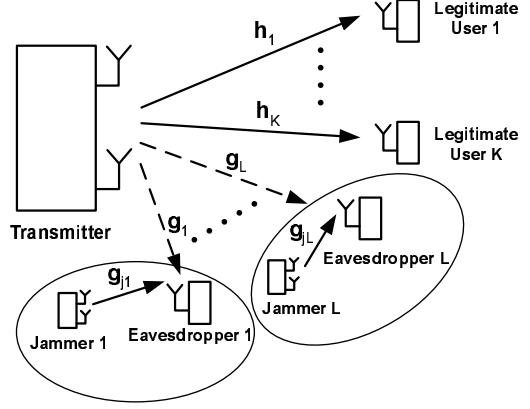 Legitimate
User 1
h1
hK
Legitimate
User K
gL
g1
Transmitter
gjL
Eavesdropper L
gj1
Jammer L
Jammer 1
Eavesdropper 1